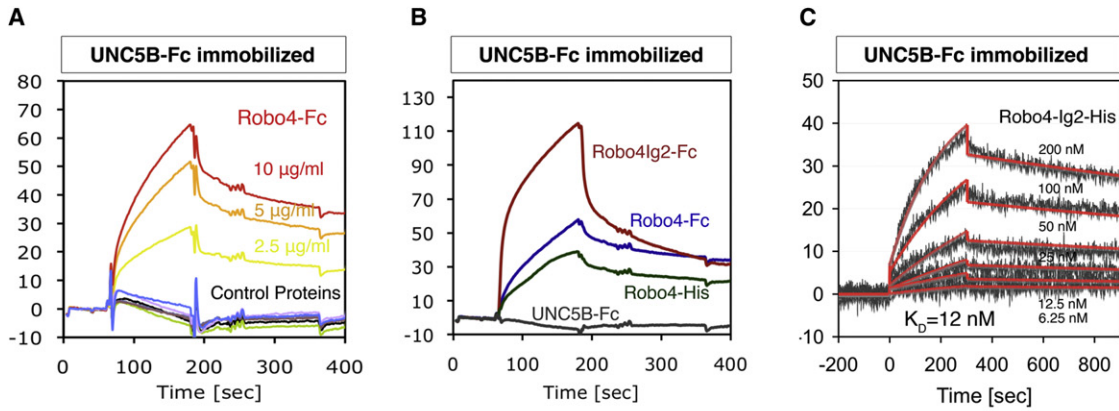 A
UNC5B-Fc immobilized
80
70
60
50
40
30
20
10
0
-10
Robo4-Fc
10 µg/ml
5 µg/ml
2.5 µg/ml
Control Proteins
0 100 200 300 400
Time [sec]
B
UNC5B-Fc immobilized
130
110
90
70
50
30
10
-10
Robo4Ig2-Fc
Robo4-Fc
Robo4-His
UNC5B-Fc
0 100 200 300 400
Time [sec]
C
UNC5B-Fc immobilized
50
40
30
20
10
0
-10
Robo4-Ig2-His
200 nM
100 nM
50 nM
25 nM
12.5 nM
6.25 nM
KD=12 nM
-200 0 200 400 600 800
Time [sec]